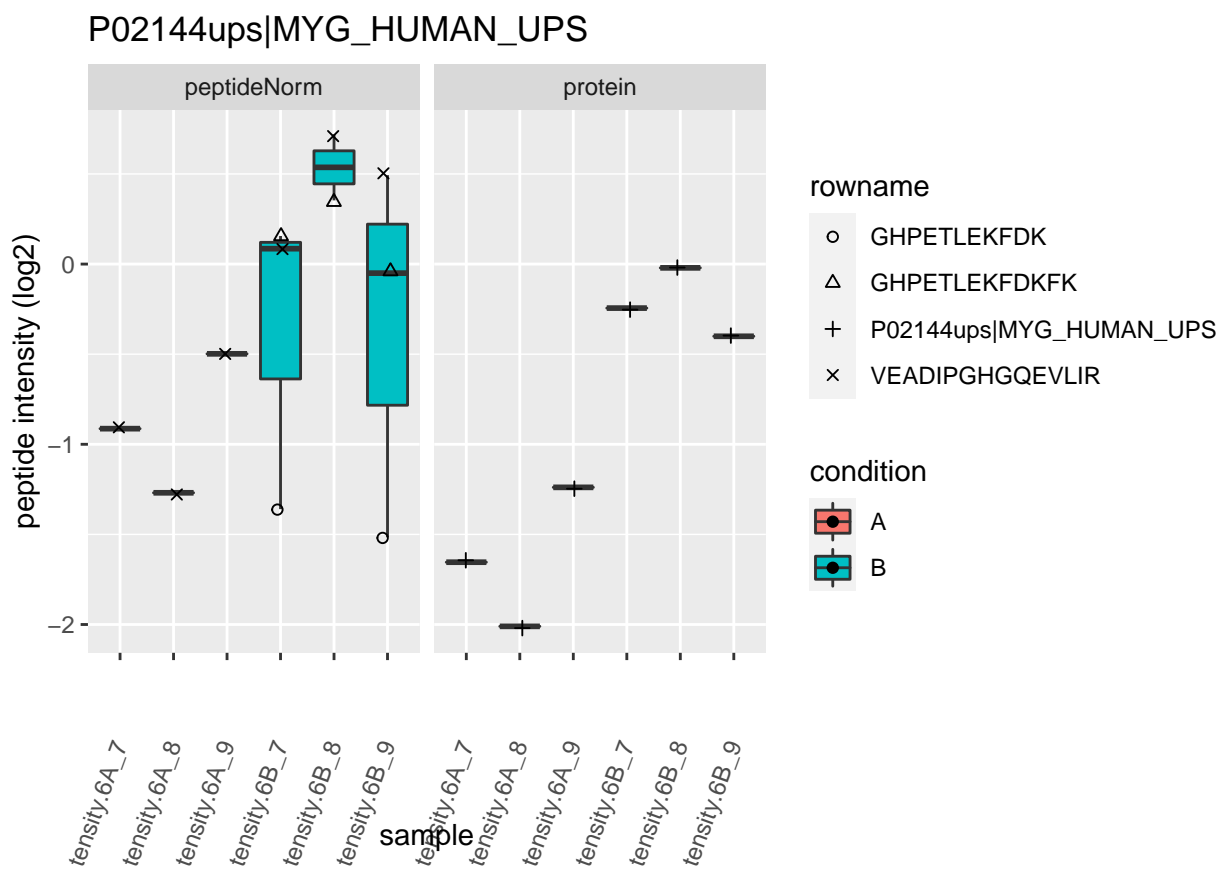 P02144ups|MYG_HUMAN_UPS
peptideNorm
protein
peptide intensity (log2)
0
−1
−2
tensity.6A_7
tensity.6A_8
tensity.6A_9
tensity.6B_7
tensity.6B_8
tensity.6B_9
tensity.6A_7
tensity.6A_8
tensity.6A_9
tensity.6B_7
tensity.6B_8
tensity.6B_9
sample
rowname
GHPETLEKFDK
GHPETLEKFDKFK
P02144ups|MYG_HUMAN_UPS
VEADIPGHGQEVLIR
condition
A
B